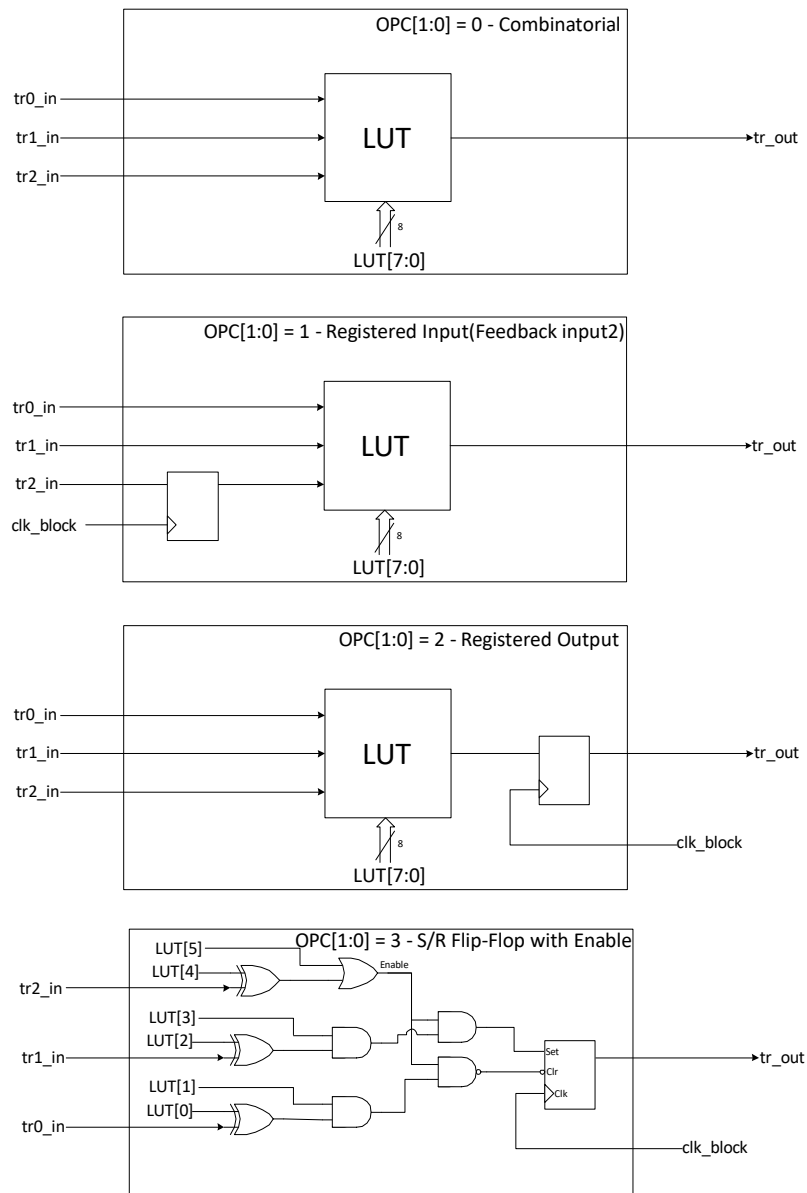 OPC[1:0] = 0 - Combinatorial
tr0_in
tr1_in
tr2_in
LUT
tr_out
8
LUT[7:0]
OPC[1:0] = 1 - Registered Input(Feedback input2)
tr0_in
tr1_in
tr2_in
clk_block
LUT
tr_out
8
LUT[7:0]
OPC[1:0] = 2 - Registered Output
tr0_in
tr1_in
tr2_in
LUT
tr_out
clk_block
8
LUT[7:0]
OPC[1:0] = 3 - S/R Flip-Flop with Enable
LUT[5]
Enable
LUT[4]
tr2_in
LUT[3]
LUT[2]
tr1_in
LUT[1]
LUT[0]
tr0_in
Set
Clr
Clk
tr_out
clk_block